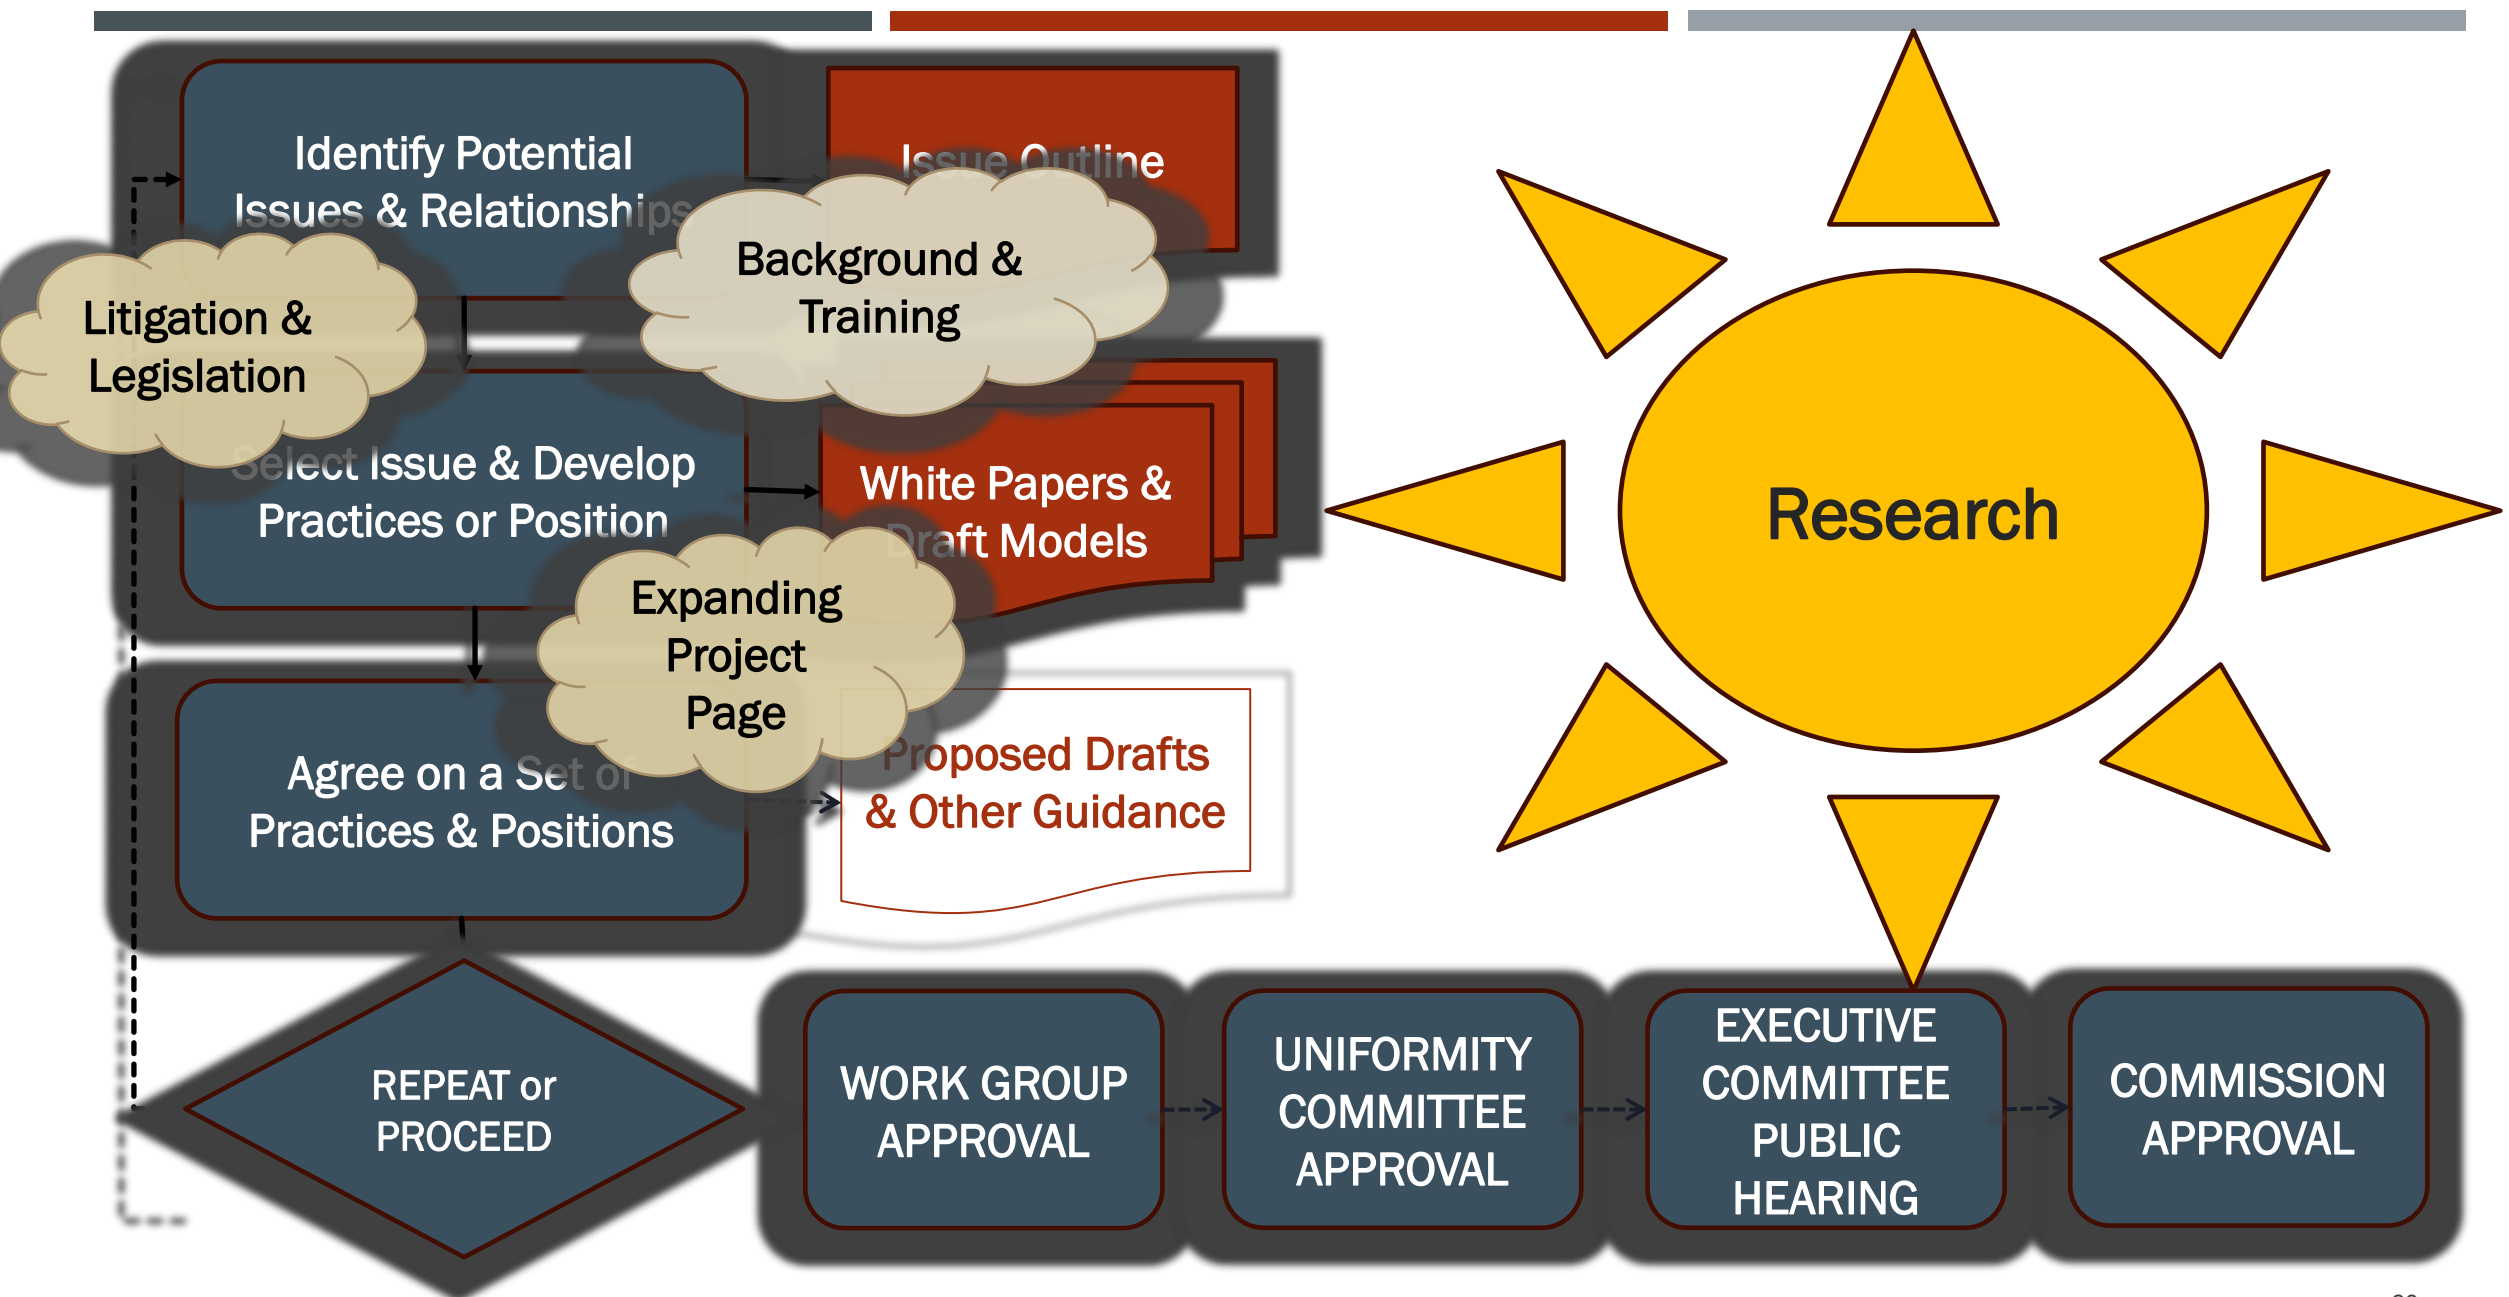 Identify Potential
Issues & Relationships
Issue Outline
Litigation &
Legislation
Background &
Training
Select Issue & Develop
Practices or Position
White Papers &
Draft Models
Expanding
Project
Page
Agree on a Set of
Practices & Positions
Proposed Drafts
& Other Guidance
Research
REPEAT or
PROCEED
WORK GROUP
APPROVAL
UNIFORMITY
COMMITTEE
APPROVAL
EXECUTIVE
COMMITTEE
PUBLIC
HEARING
COMMISSION
APPROVAL